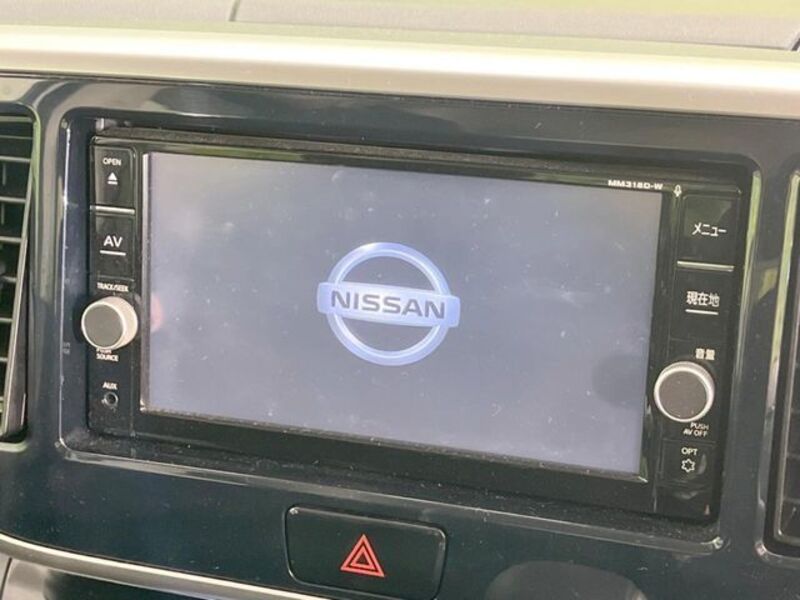 OPEN
AV
TRACK/SEEK
PUSH
SOURCE
AUX
NISSAN
MM318D-W
メニュー
現在地
音量
PUSH
AV OFF
OPT